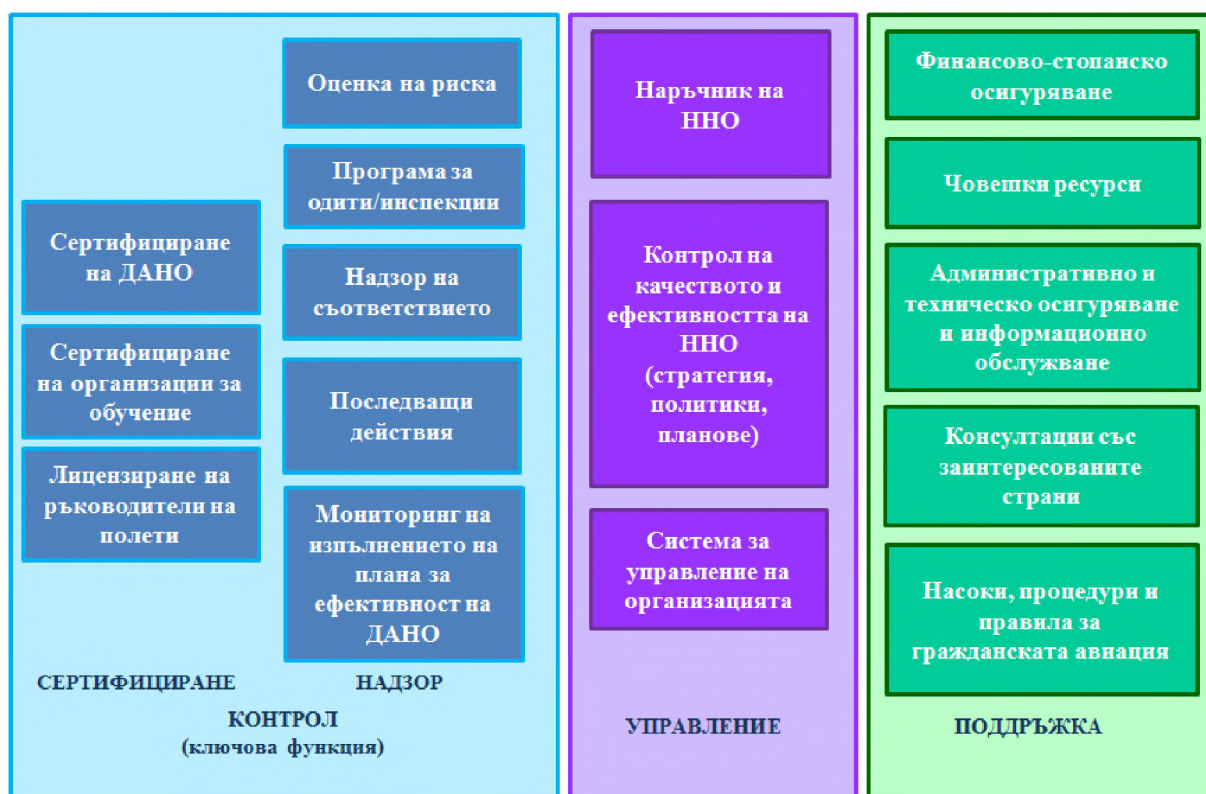 Сертифициране
на ДАНО
Сертифициране
на организации за
обучение
Лицензиране на
ръководители на
полети
СЕРТИФИЦИРАНЕ
Оценка на риска
Програма за
одити/инспекции
Надзор на
съответствието
Последващи
действия
Мониторинг на
изпълнението на
плана за
ефективност на
ДАНО
НАДЗОР
КОНТРОЛ
(ключова функция)
Наръчник на
ННО
Контрол на
качеството и
ефективността на
ННО
(стратегия,
политики,
планове)
Система за
управление на
организацията
УПРАВЛЕНИЕ
Финансово-стопанско
осигуряване
Човешки ресурси
Административно и
техническо осигуряване
и информационно
обслужване
Консултации със
заинтересованите
страни
Насоки, процедури и
правила за
гражданската авиация
ПОДДРЪЖКА